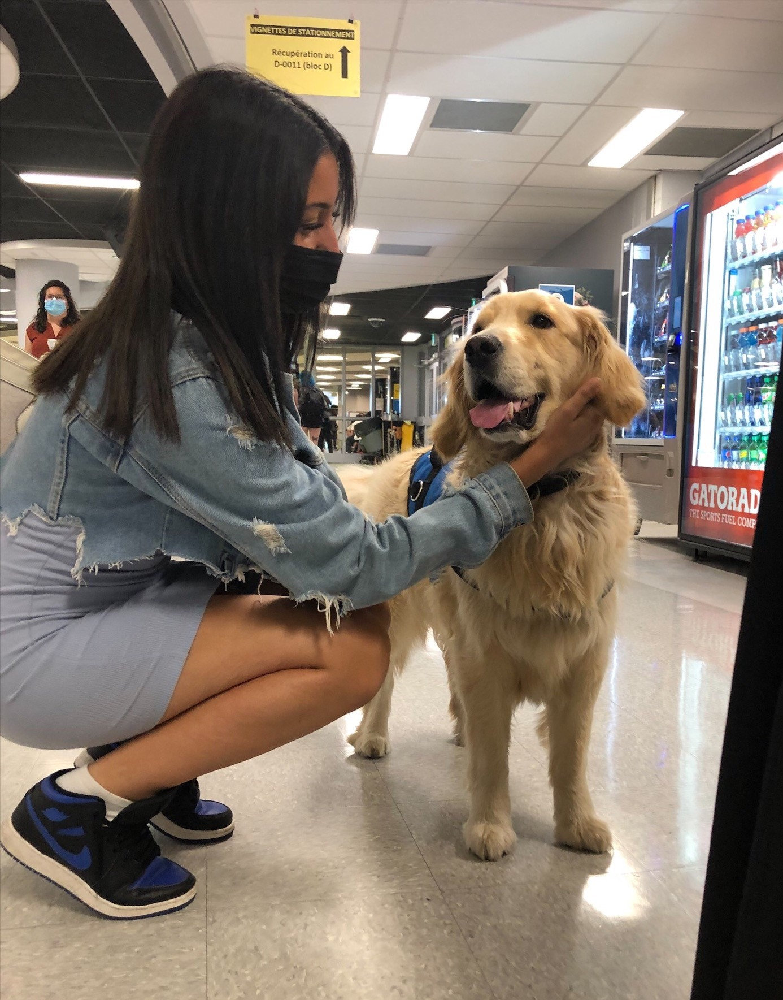 VIGNETTES DE STATIONNEMENT
Récupération au
D-0011 (bloc D)
GATORAD
THE SPORTS FUEL COMP